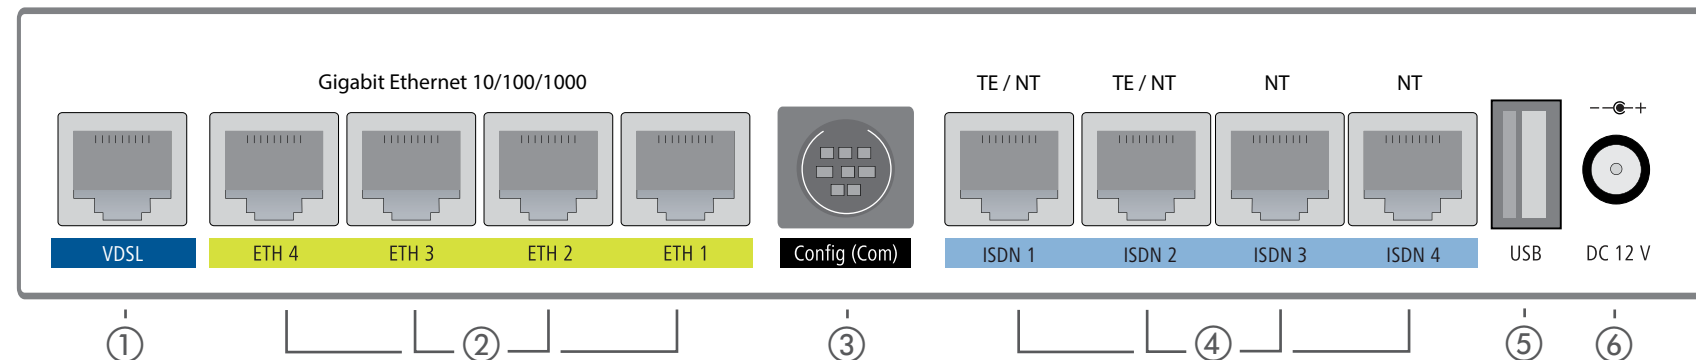 Gigabit Ethernet 10/100/1000
TE / NT
TE / NT
NT
NT
VDSL
ETH 4
ETH 3
ETH 2
ETH 1
Config (Com)
ISDN 1
ISDN 2
ISDN 3
ISDN 4
USB
DC 12 V
①
②
③
④
⑤
⑥